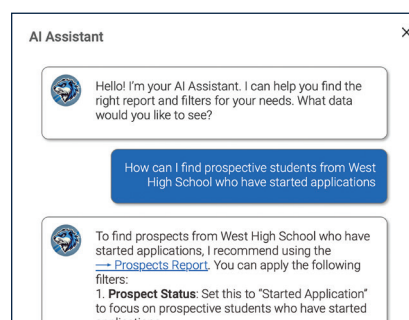 AI Assistant
Hello! I'm your AI Assistant. I can help you find the
right report and filters for your needs. What data
would you like to see?
How can I find prospective students from West
High School who have started applications
To find prospects from West High School who have
started applications, I recommend using the
→ Prospects Report. You can apply the following
filters:
1. Prospect Status: Set this to "Started Application"
to focus on prospective students who have started